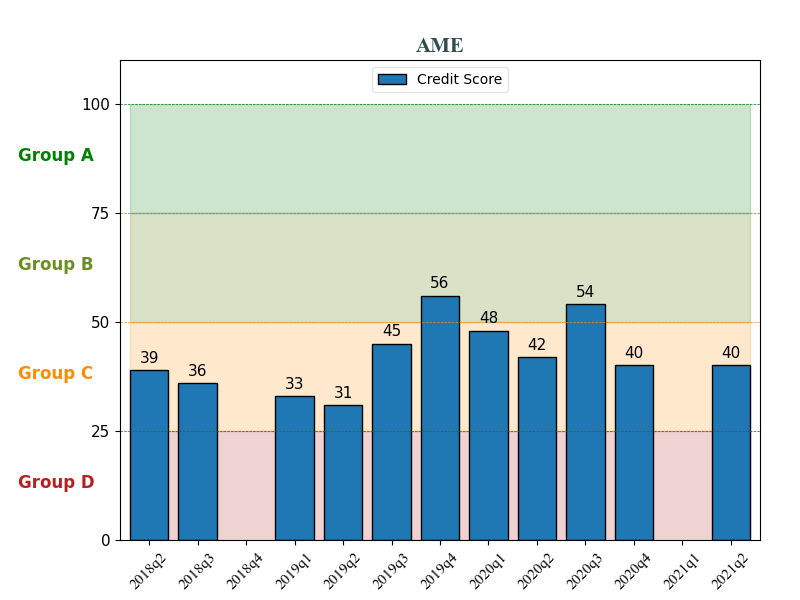 AME
Credit Score
100
Group A
75
Group B
50
Group C
25
Group D
0
39
36
33
31
45
56
48
42
54
40
40
2018q2
2018q3
2018q4
2019q1
2019q2
2019q3
2019q4
2020q1
2020q2
2020q3
2020q4
2021q1
2021q2